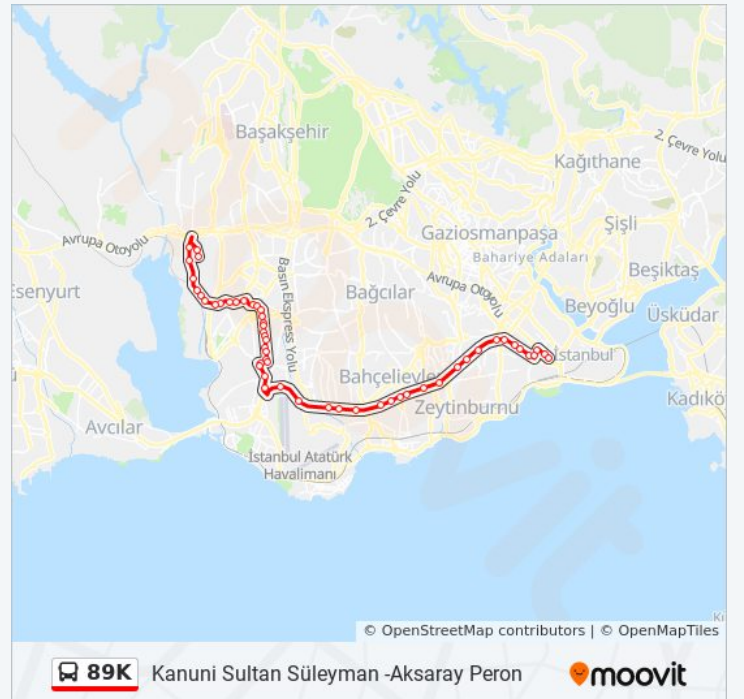 Başakşehir
2. Çevre Yolu
Kağıthane
2. Çevre Yolu
Gaziosmanpaşa
Şişli
Avrupa Otoyolu
Bahariye Adaları
Basın Ekspress Yolu
Avrupa Otoyolu
Beşiktaş
Esenyurt
Bağcılar
Beyoğlu
Üsküdar
İstanbul
Bahçelievle
Zeytinburnu
Kadıkö
Avcılar
İstanbul Atatürk
Havalimanı
© OpenStreetMap contributors | © OpenMapTiles
89K Kanuni Sultan Süleyman -Aksaray Peron moovit